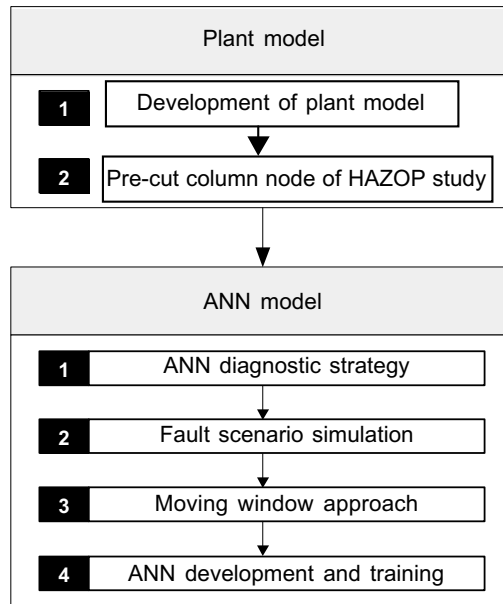 Plant model
1 Development of plant model
2 Pre-cut column node of HAZOP study
ANN model
1 ANN diagnostic strategy
2 Fault scenario simulation
3 Moving window approach
4 ANN development and training